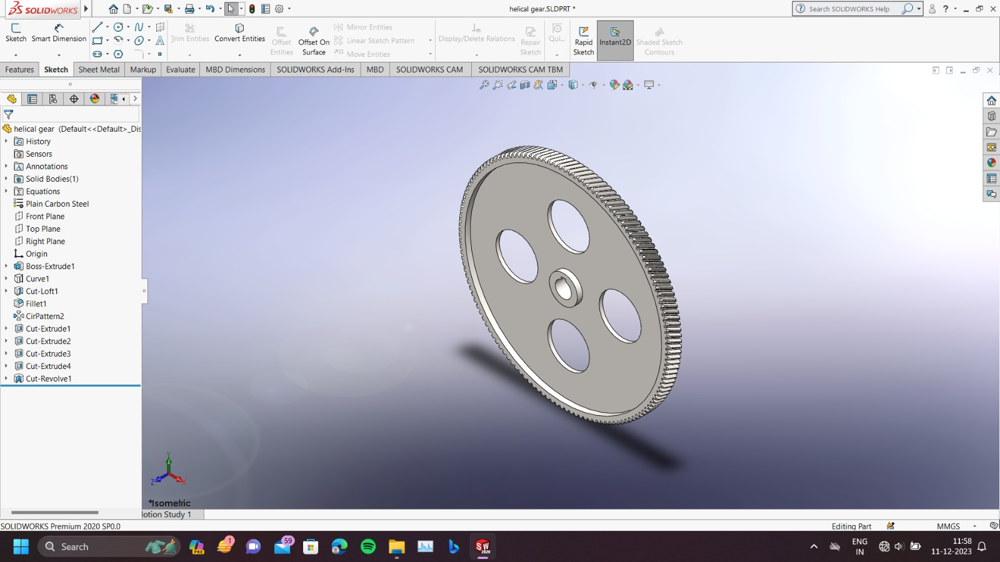 SOLIDWORKS
helical gear.SLDPRT *
Search SOLIDWORKS Help
?
Sketch
Smart Dimension
Trim Entities
Convert Entities
Offset Entities
Offset On Surface
Mirror Entities
Linear Sketch Pattern
Move Entities
Display/Delete Relations
Repair Sketch
Qui...
Rapid Sketch
Instant2D
Shaded Sketch Contours
Features
Sketch
Sheet Metal
Markup
Evaluate
MBD Dimensions
SOLIDWORKS Add-Ins
MBD
SOLIDWORKS CAM
SOLIDWORKS CAM TBM
helical gear (Default<<Default>_Dis
History
Sensors
Annotations
Solid Bodies(1)
Equations
Plain Carbon Steel
Front Plane
Top Plane
Right Plane
Origin
Boss-Extrude1
Curve1
Cut-Loft1
Fillet1
CirPattern2
Cut-Extrude1
Cut-Extrude2
Cut-Extrude3
Cut-Extrude4
Cut-Revolve1
Y
Z
X
*Isometric
lotion Study 1
SOLIDWORKS Premium 2020 SP0.0
Editing Part
MMGS
Search
PRE
1
59
SW
2020
ENG
IN
11:58
11-12-2023